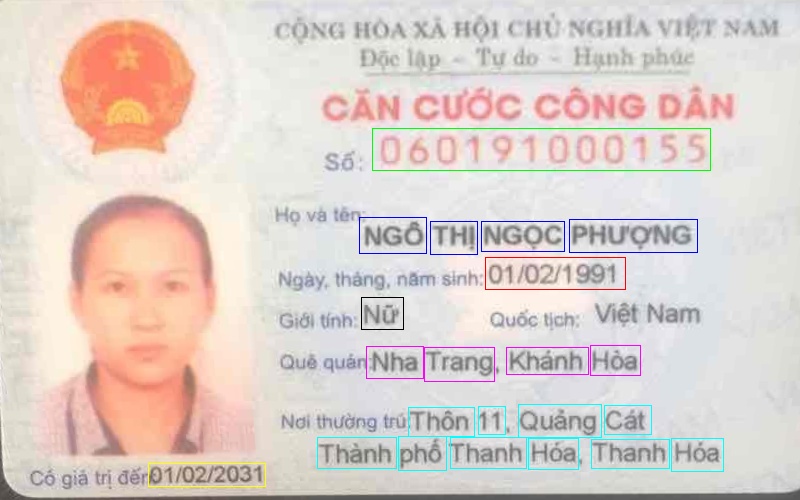 CỘNG HÒA XÃ HỘI CHỦ NGHĨA VIỆT NAM
Độc lập - Tự do - Hạnh phúc
CĂN CƯỚC CÔNG DÂN
Số: 060191000155
Họ và tên:
NGÔ THỊ NGỌC PHƯỢNG
Ngày, tháng, năm sinh: 01/02/1991
Giới tính: Nữ Quốc tịch: Việt Nam
Quê quán: Nha Trang, Khánh Hòa
Nơi thường trú: Thôn 11, Quảng Cát
Thành phố Thanh Hóa, Thanh Hóa
Có giá trị đến 01/02/2031